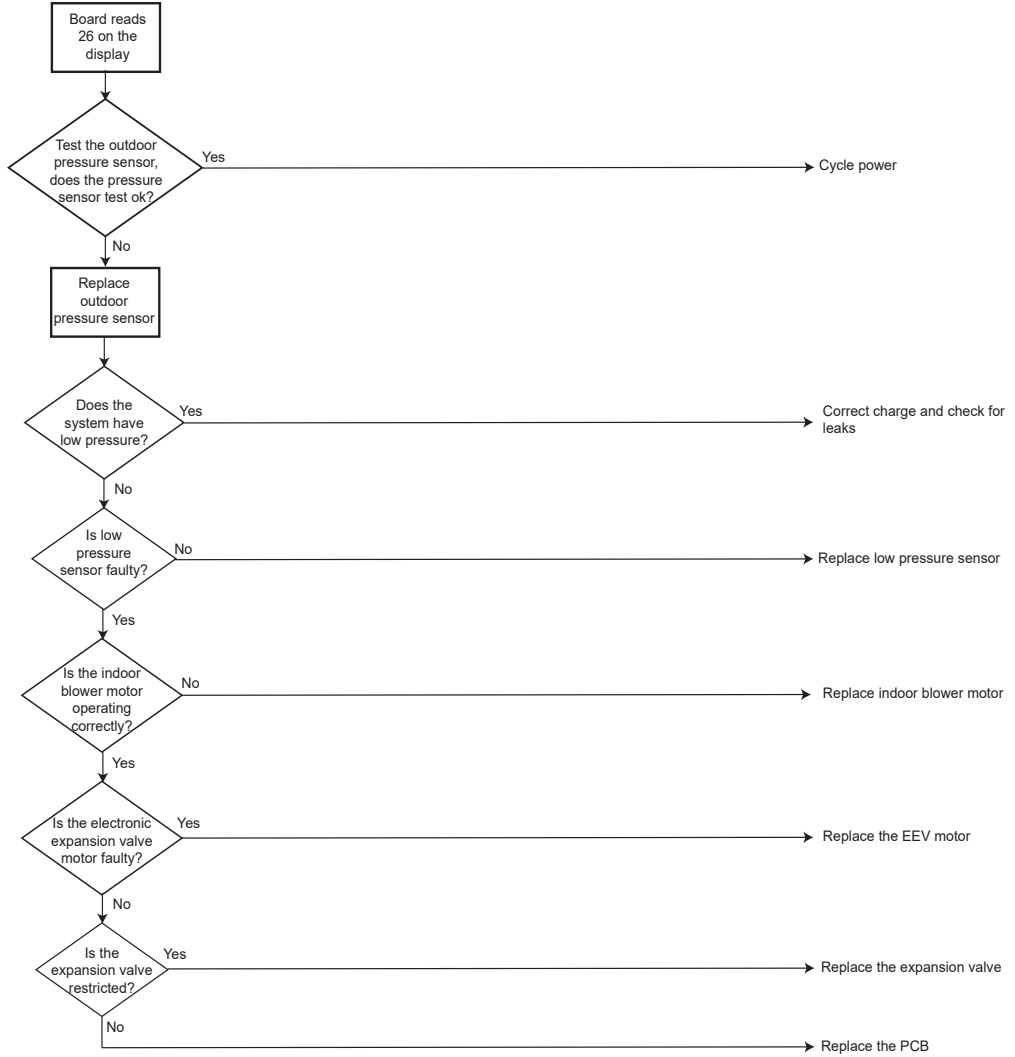 Board reads
26 on the
display
Test the outdoor
pressure sensor,
does the pressure
sensor test ok?
Yes
Cycle power
No
Replace
outdoor
pressure sensor
Does the
system have
low pressure?
Yes
Correct charge and check for
leaks
No
Is low
pressure
sensor faulty?
No
Replace low pressure sensor
Yes
Is the indoor
blower motor
operating
correctly?
No
Replace indoor blower motor
Yes
Is the electronic
expansion valve
motor faulty?
Yes
Replace the EEV motor
No
Is the
expansion valve
restricted?
Yes
Replace the expansion valve
No
Replace the PCB